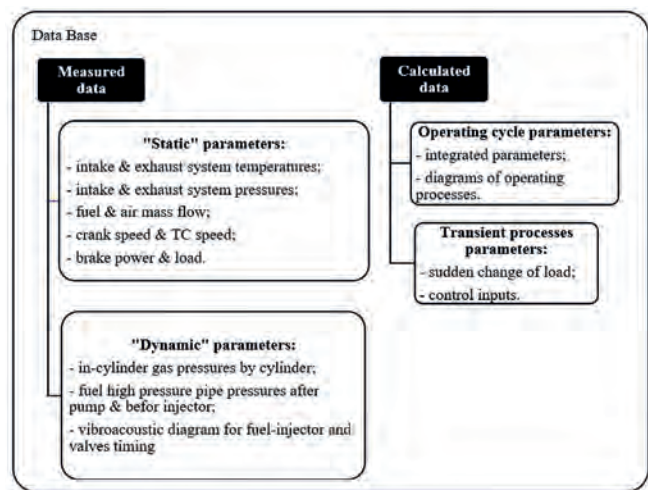 Data Base
Measured
data
"Static" parameters:
- intake & exhaust system temperatures;
- intake & exhaust system pressures;
- fuel & air mass flow;
- crank speed & TC speed;
- brake power & load.
"Dynamic" parameters:
- in-cylinder gas pressures by cylinder;
- fuel high pressure pipe pressures after
pump & befor injector;
- vibroacoustic diagram for fuel-injector and
valves timing
Calculated
data
Operating cycle parameters:
- integrated parameters;
- diagrams of operating
processes.
Transient processes
parameters:
- sudden change of load;
- control inputs.